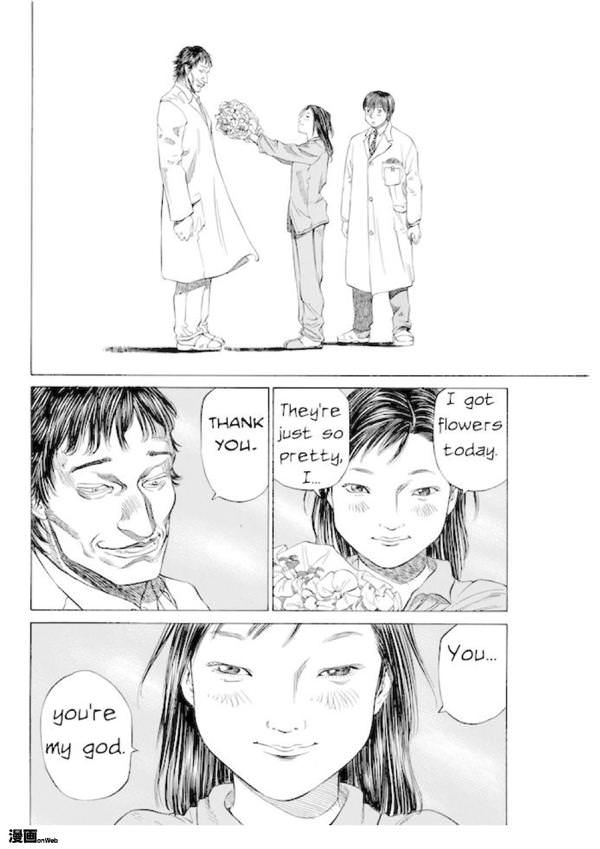 I got
flowers
today.
They're
just so
pretty,
I...
THANK
YOU.
You...
you're
my god.
漫画onWeb